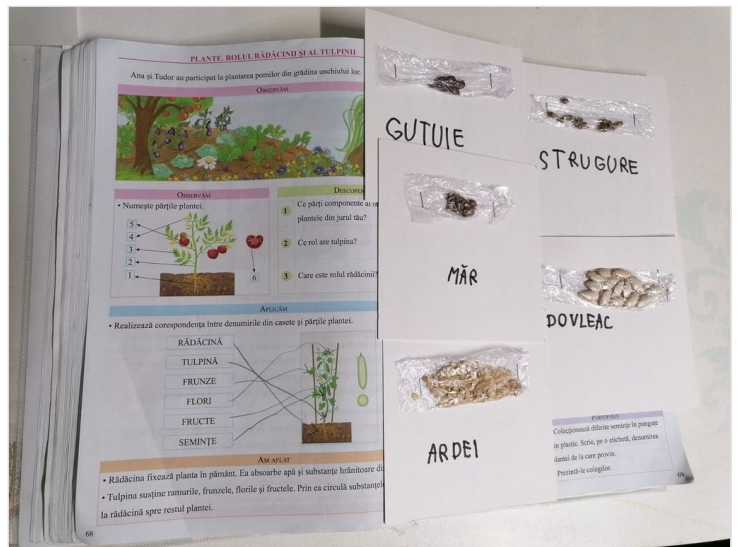 PLANTE. ROLUL RĂDĂCINII ȘI AL TULPINII
Ana și Tudor au participat la plantarea pomilor din grădina unchiului lor.
OBSERVĂM
OBSERVĂM
• Numește părțile plantei.
5
4
3
2
1
6
1 Ce părți componente
plantele din jurul tău?
2 Ce rol are tulpina?
3 Care este rolul rădăcinii?
APLICĂM
• Realizează corespondența între denumirile din casete și părțile plantei.
RĂDĂCINĂ
TULPINĂ
FRUNZE
FLORI
FRUCTE
SEMINȚE
AM AFLAT
• Rădăcina fixează planta în pământ. Ea absoarbe apă și substanțe hrănitoare
• Tulpina susține ramurile, frunzele, florile și fructele. Prin ea circulă
la rădăcină spre restul plantei.
68
GUTUIE
STRUGURE
MĂR
DOVLEAC
ARDEI
PORTOFOLIU
Colecționează diferite semințe în pungițe
din plastic. Scrie, pe o etichetă, denumirea
plantei de la care provin.
Prezintă-le colegilor.
69